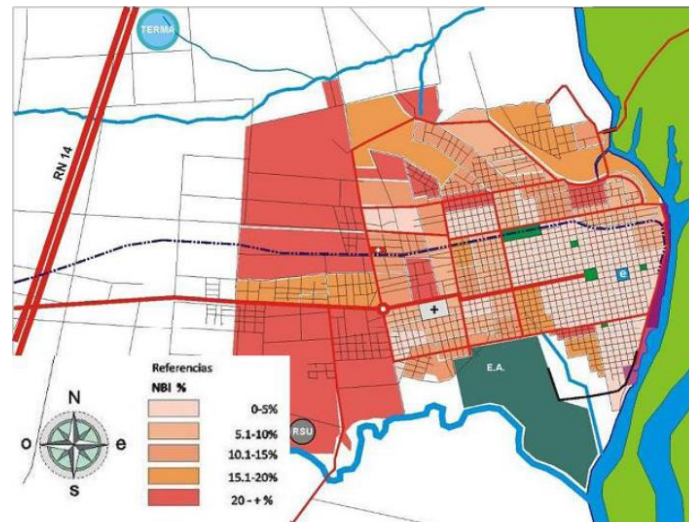 TERMA
RN 14
+
e
E.A.
Referencias
NBI %
0-5%
5.1-10%
10.1-15%
15.1-20%
20 - + %
N
o
e
s
RSU